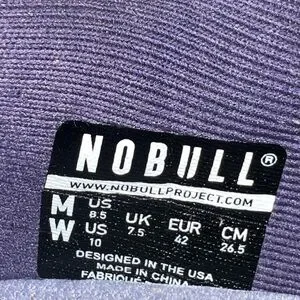 NOBULL®
WWW.NOBULLPROJECT.COM
M US 8.5 UK 7.5 EUR 42 CM 26.5
W US 10
DESIGNED IN THE USA
MADE IN CHINA